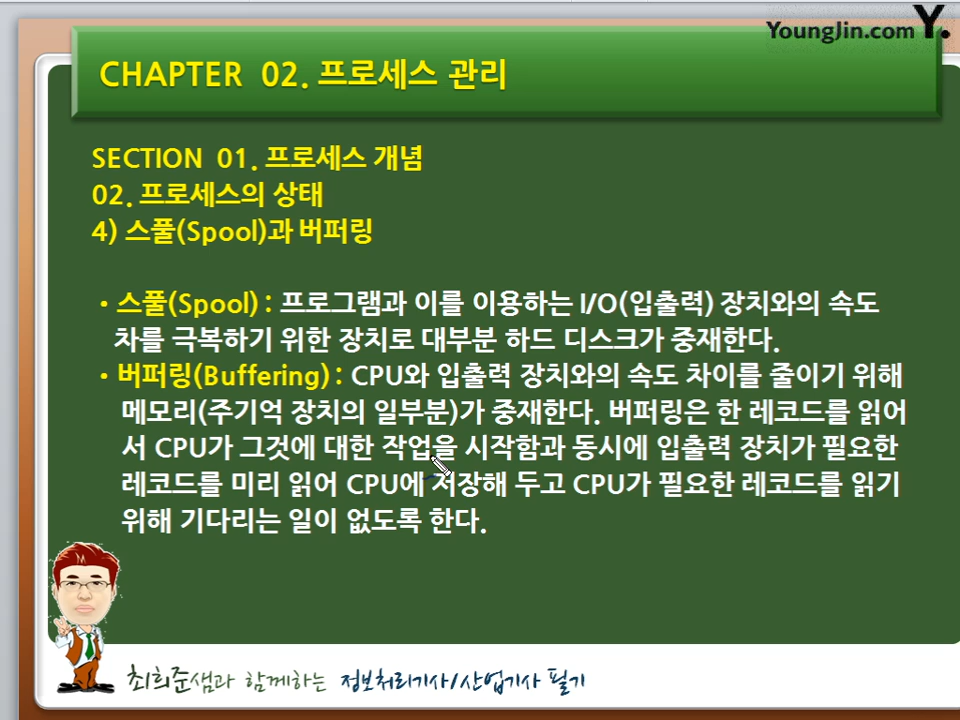 YoungJin.com Y.
CHAPTER 02. 프로세스 관리
SECTION 01. 프로세스 개념
02. 프로세스의 상태
4) 스풀(Spool)과 버퍼링
• 스풀(Spool) : 프로그램과 이를 이용하는 I/O(입출력) 장치와의 속도
차를 극복하기 위한 장치로 대부분 하드 디스크가 중재한다.
• 버퍼링(Buffering) : CPU와 입출력 장치와의 속도 차이를 줄이기 위해
메모리(주기억 장치의 일부분)가 중재한다. 버퍼링은 한 레코드를 읽어
서 CPU가 그것에 대한 작업을 시작함과 동시에 입출력 장치가 필요한
레코드를 미리 읽어 CPU에 저장해 두고 CPU가 필요한 레코드를 읽기
위해 기다리는 일이 없도록 한다.
최희준샘과 함께하는 정보처리기사/산업기사 필기